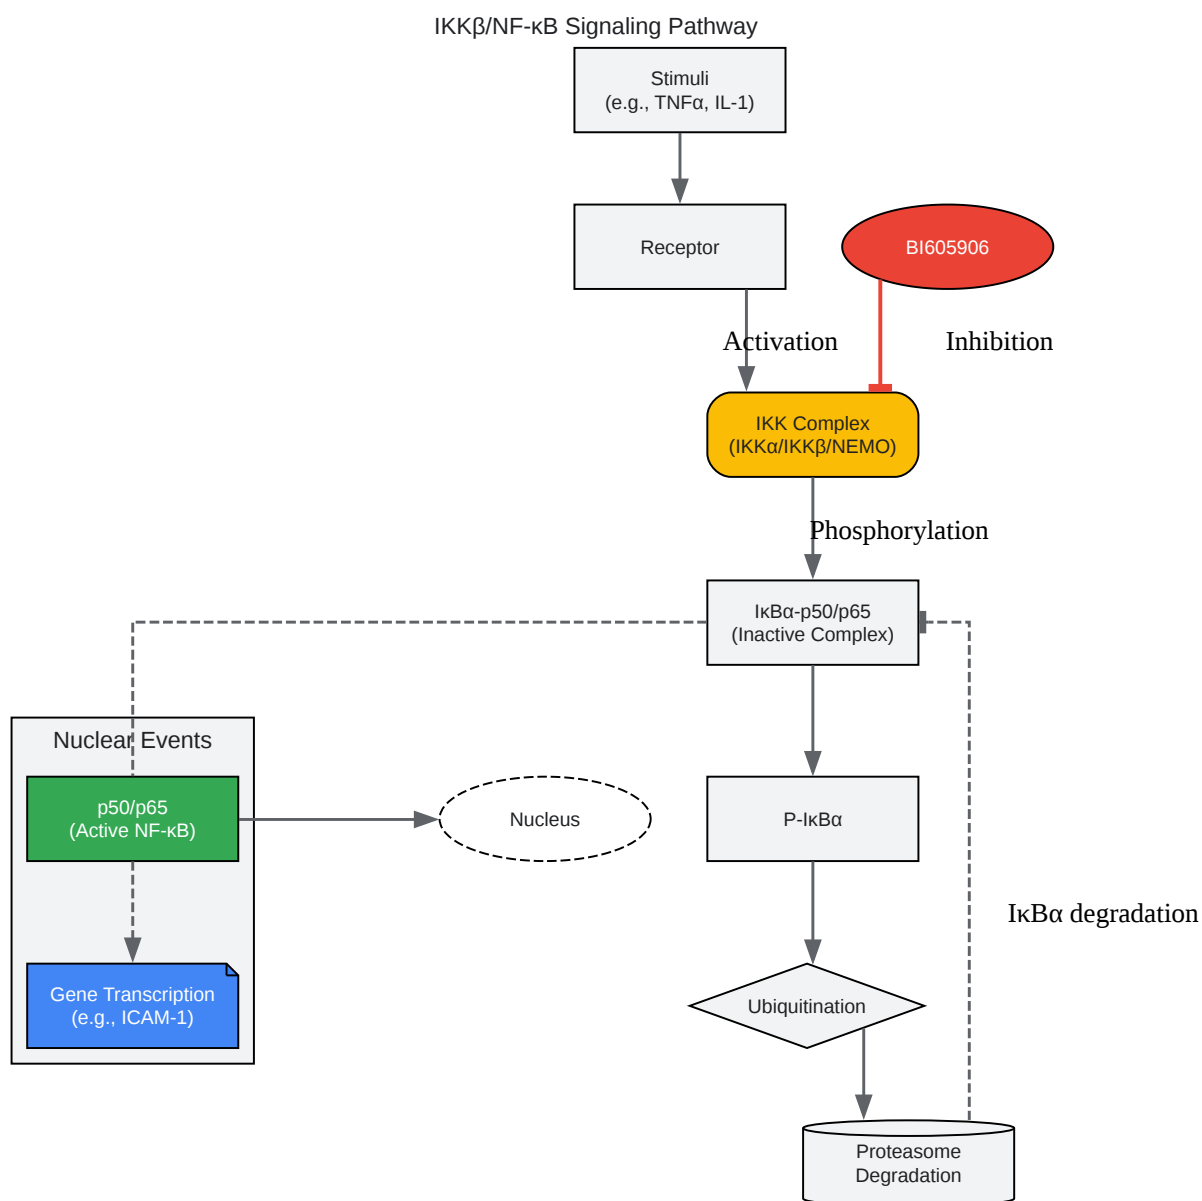 IKKβ/NF-κB Signaling Pathway
Stimuli
(e.g., TNFα, IL-1)
Receptor
BI605906
Activation
Inhibition
IKK Complex
(IKKα/IKKβ/NEMO)
Phosphorylation
IκBα-p50/p65
(Inactive Complex)
Nuclear Events
p50/p65
(Active NF-κB)
Nucleus
P-IκBα
IκBα degradation
Gene Transcription
(e.g., ICAM-1)
Ubiquitination
Proteasome
Degradation